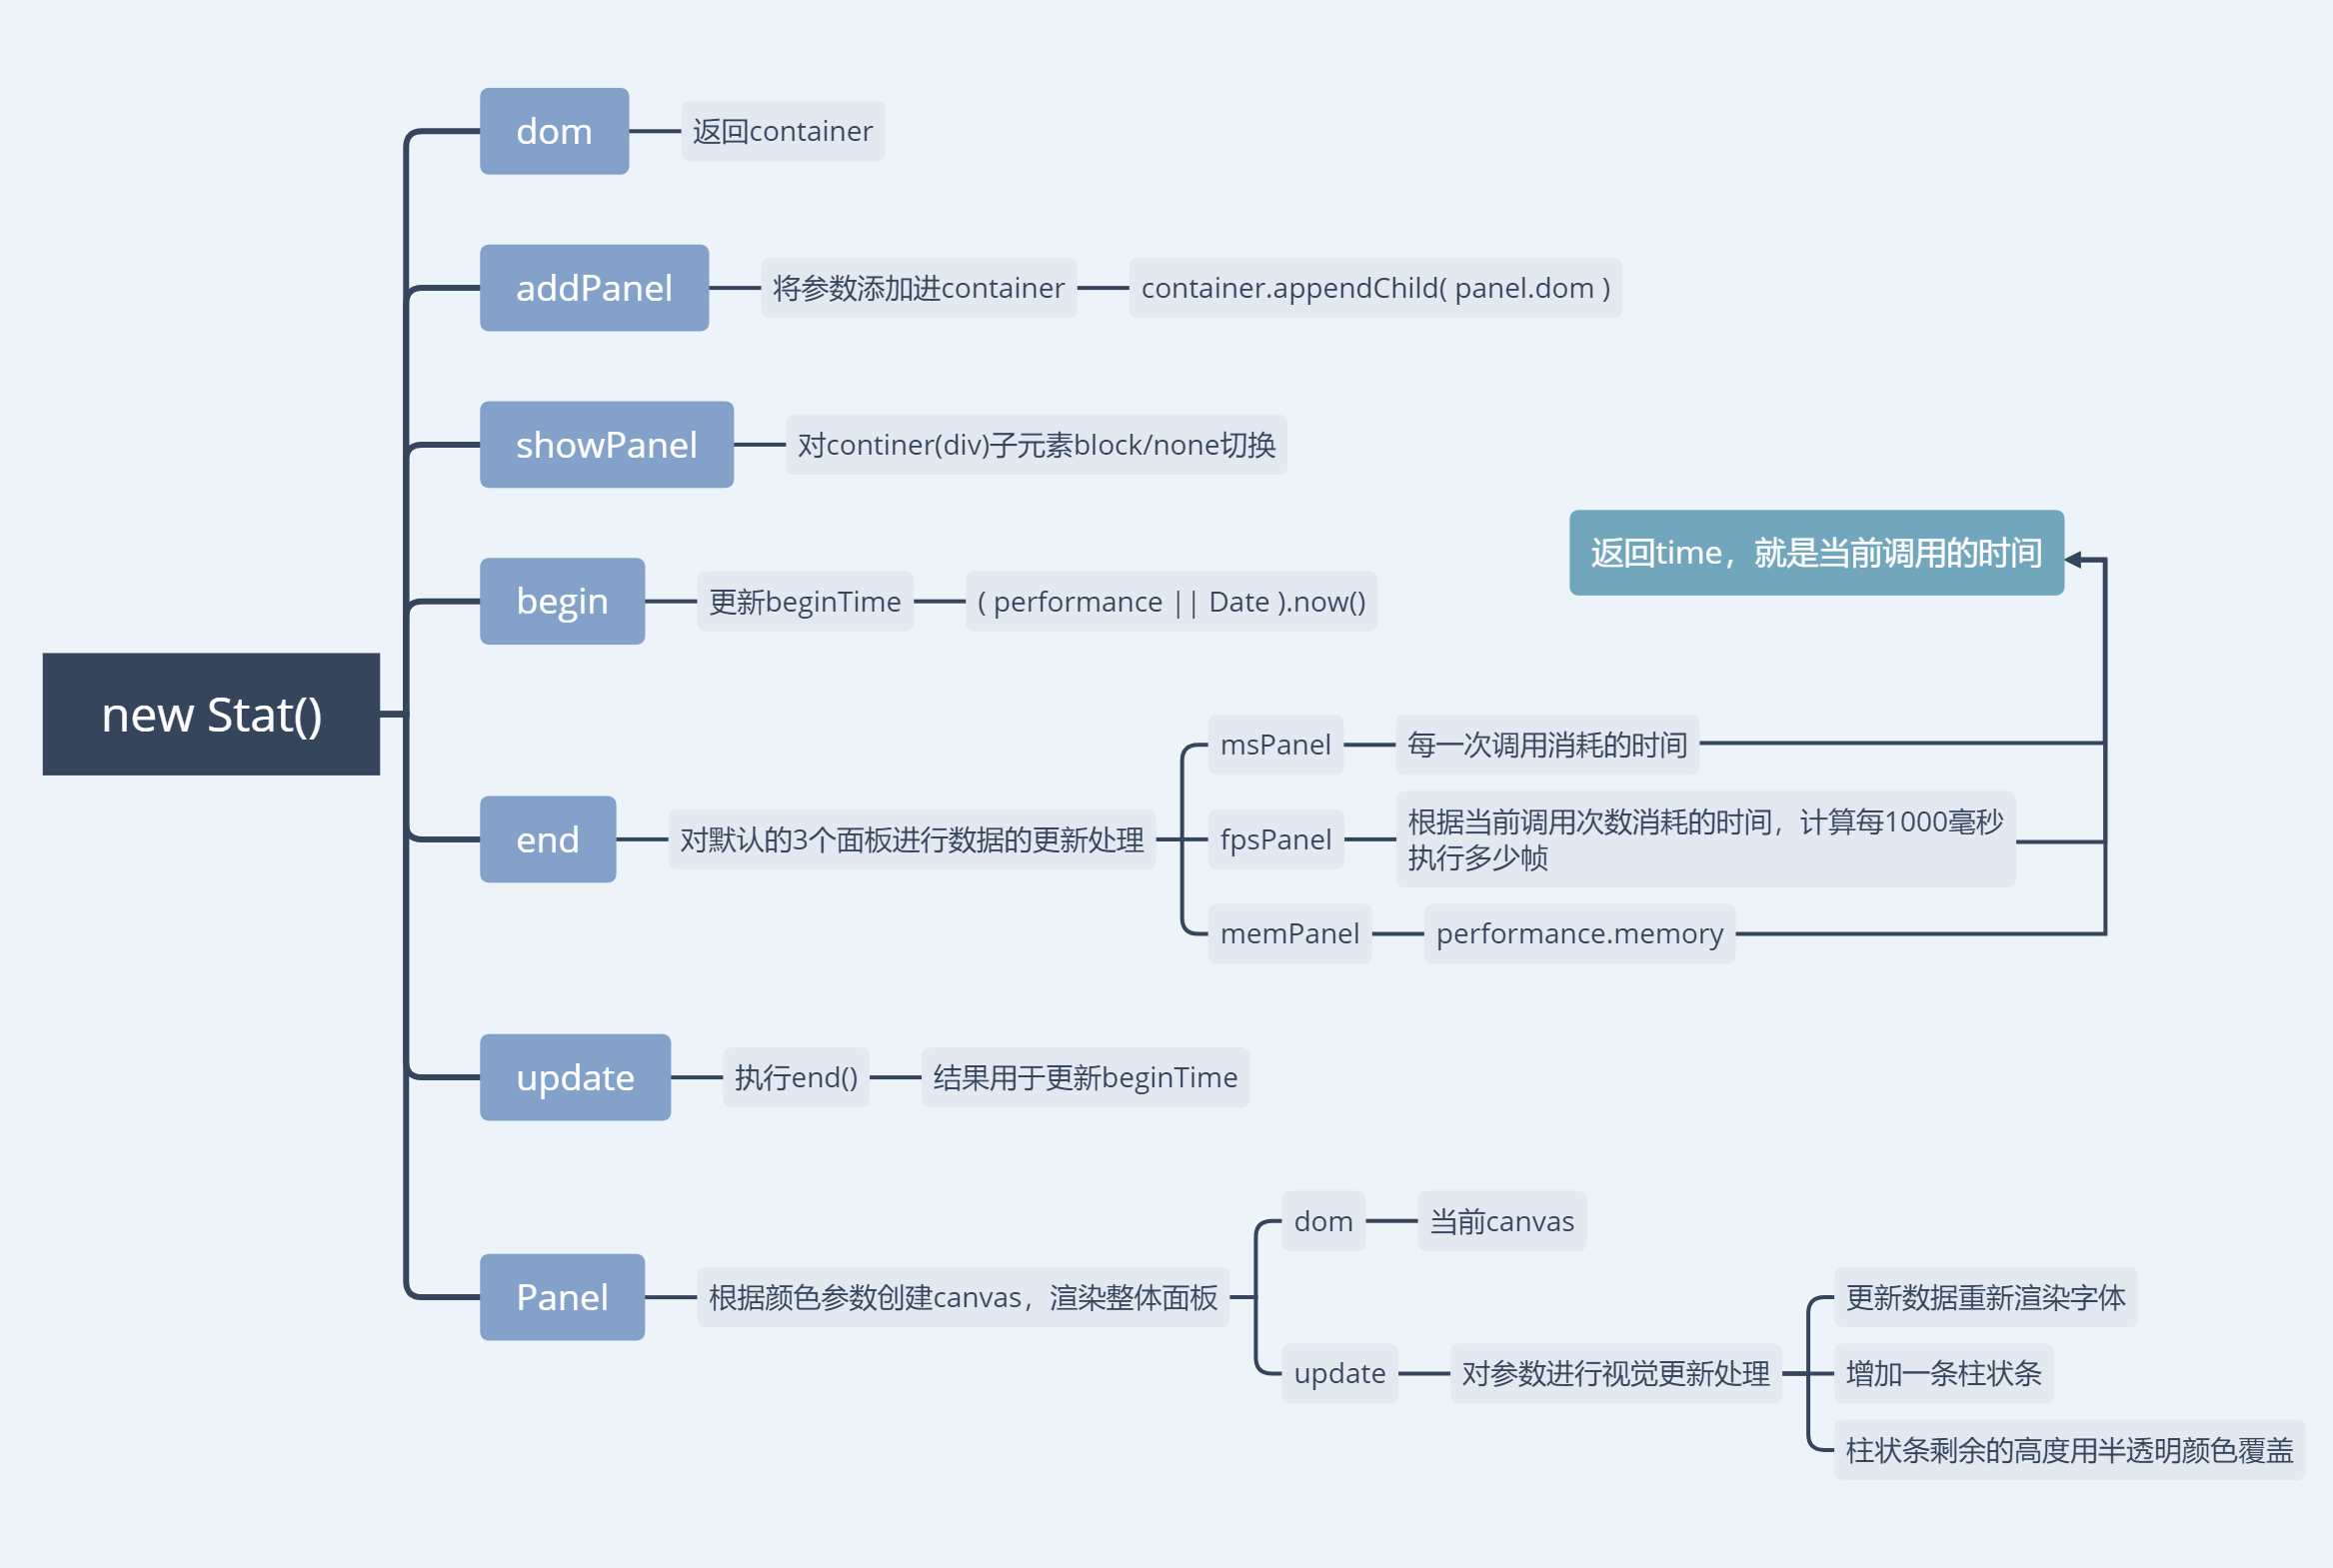 new Stat()
dom
返回container
addPanel
将参数添加进container
container.appendChild( panel.dom )
showPanel
对continer(div)子元素block/none切换
begin
更新beginTime
( performance || Date ).now()
返回time，就是当前调用的时间
end
对默认的3个面板进行数据的更新处理
msPanel
每一次调用消耗的时间
fpsPanel
根据当前调用次数消耗的时间，计算每1000毫秒
执行多少帧
memPanel
performance.memory
update
执行end()
结果用于更新beginTime
Panel
根据颜色参数创建canvas，渲染整体面板
dom
当前canvas
update
对参数进行视觉更新处理
更新数据重新渲染字体
增加一条柱状条
柱状条剩余的高度用半透明颜色覆盖